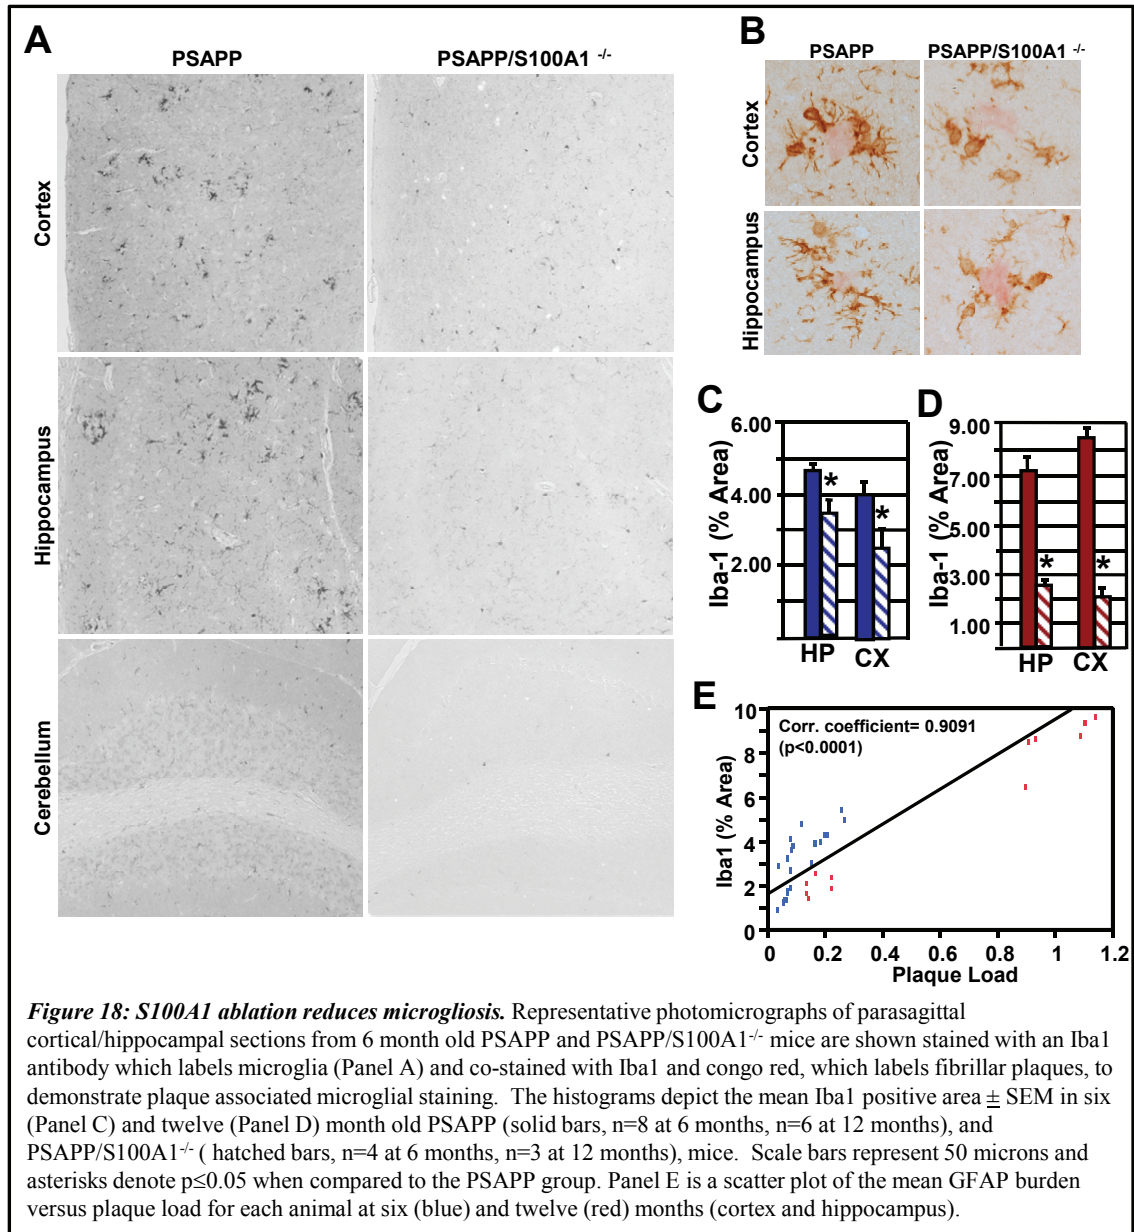 A
PSAPP
PSAPP/S100A1 -/-
Cortex
Hippocampus
Cerebellum
B
PSAPP
PSAPP/S100A1 -/-
Cortex
Hippocampus
C
6.00
4.00
2.00
Iba-1 (% Area)
*
*
HP
CX
D
9.00
7.00
5.00
3.00
1.00
Iba-1 (% Area)
*
*
HP
CX
E
Corr. coefficient= 0.9091
(p<0.0001)
10
8
6
4
2
0
Iba1 (% Area)
0 0.2 0.4 0.6 0.8 1 1.2
Plaque Load
Figure 18: S100A1 ablation reduces microgliosis. Representative photomicrographs of parasagittal
cortical/hippocampal sections from 6 month old PSAPP and PSAPP/S100A1-/- mice are shown stained with an Iba1
antibody which labels microglia (Panel A) and co-stained with Iba1 and congo red, which labels fibrillar plaques, to
demonstrate plaque associated microglial staining. The histograms depict the mean Iba1 positive area ± SEM in six
(Panel C) and twelve (Panel D) month old PSAPP (solid bars, n=8 at 6 months, n=6 at 12 months), and
PSAPP/S100A1-/- ( hatched bars, n=4 at 6 months, n=3 at 12 months), mice. Scale bars represent 50 microns and
asterisks denote p≤0.05 when compared to the PSAPP group. Panel E is a scatter plot of the mean GFAP burden
versus plaque load for each animal at six (blue) and twelve (red) months (cortex and hippocampus).